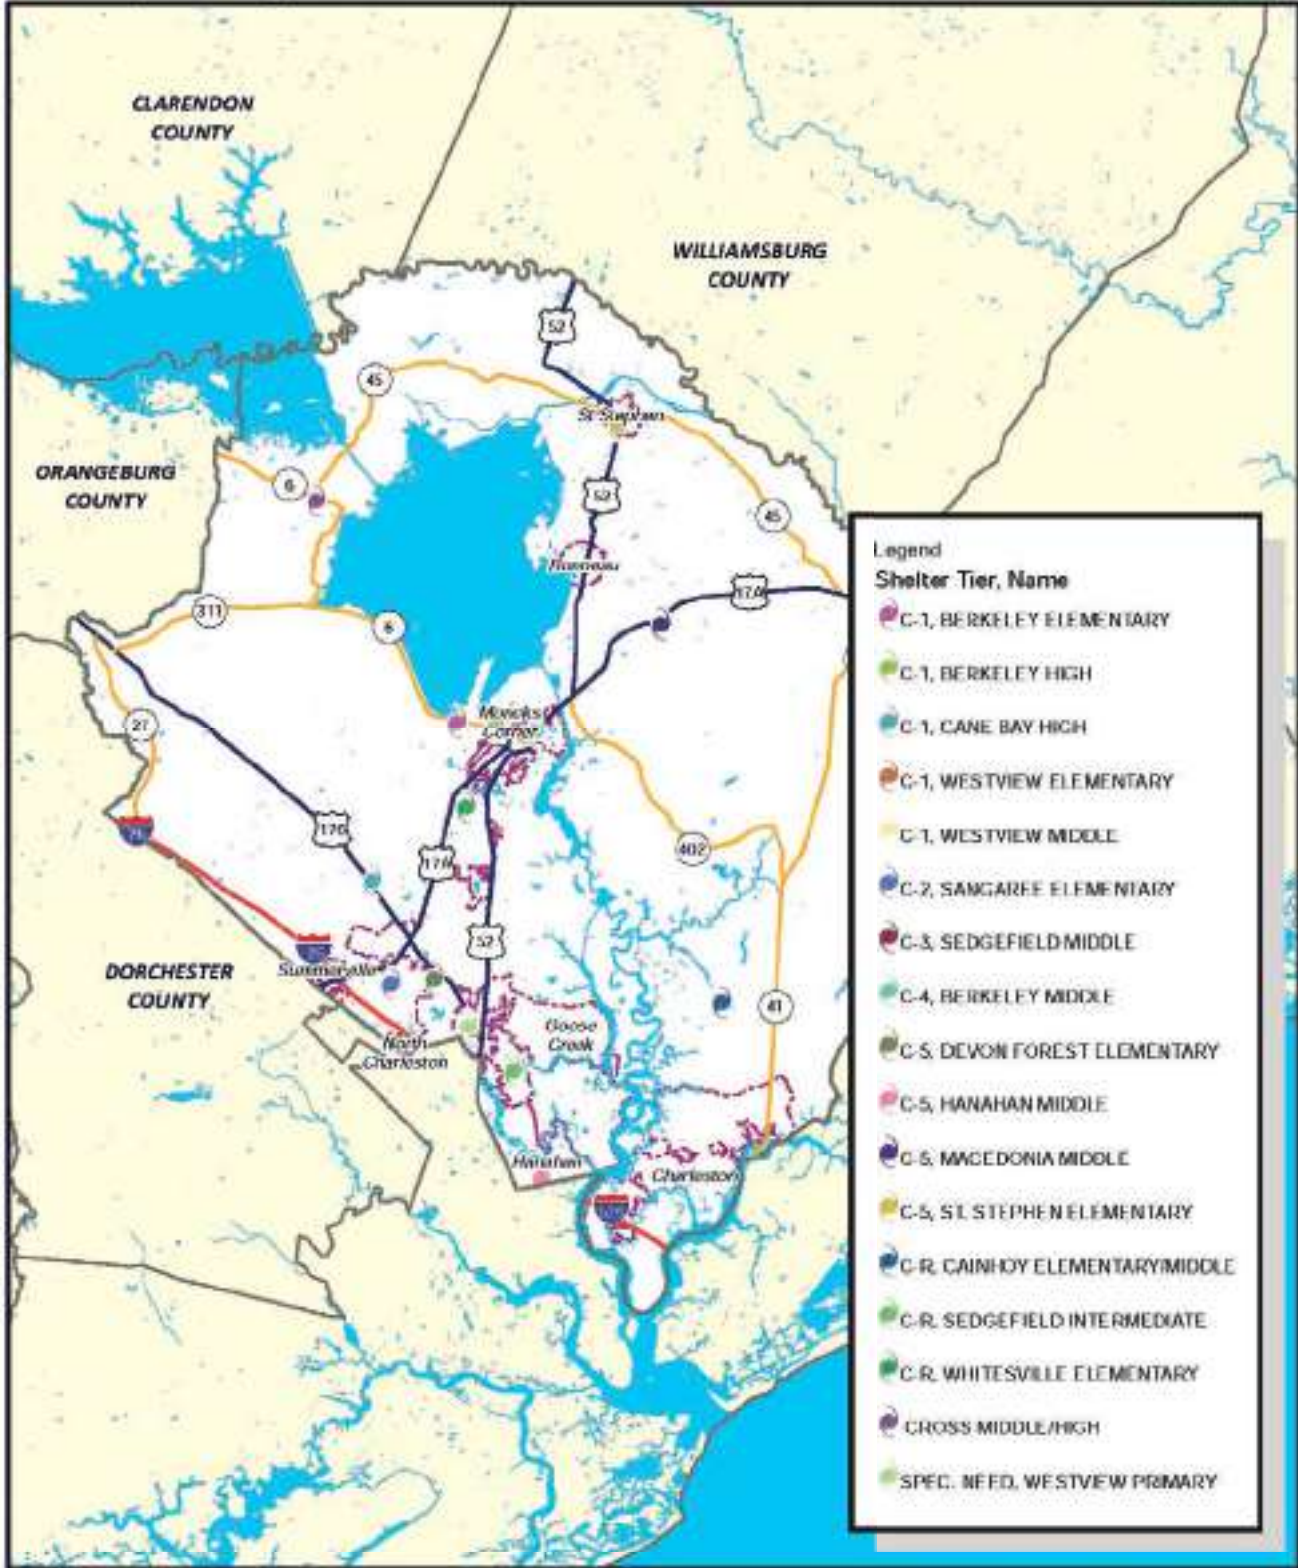 CLARENDON
COUNTY
WILLIAMSBURG
COUNTY
52
45
St Stephen
ORANGEBURG
COUNTY
6
52
45
Bonneau
17A
311
6
Moncks
Corner
27
176
17A
402
52
Summerville
DORCHESTER
COUNTY
41
Goose
Creek
North
Charleston
Hanahan
Charleston
Legend
Shelter Tier, Name
C-1, BERKELEY ELEMENTARY
C-1, BERKELEY HIGH
C-1, CANE BAY HIGH
C-1, WESTVIEW ELEMENTARY
C-1, WESTVIEW MIDDLE
C-2, SANGAREE ELEMENTARY
C-3, SEDGEFIELD MIDDLE
C-4, BERKELEY MIDDLE
C-5, DEVON FOREST ELEMENTARY
C-5, HANAHAN MIDDLE
C-5, MACEDONIA MIDDLE
C-5, ST. STEPHEN ELEMENTARY
C-R, CAINHOY ELEMENTARY/MIDDLE
C-R, SEDGEFIELD INTERMEDIATE
C-R, WHITESVILLE ELEMENTARY
CROSS MIDDLE/HIGH
SPEC. NEED, WESTVIEW PRIMARY